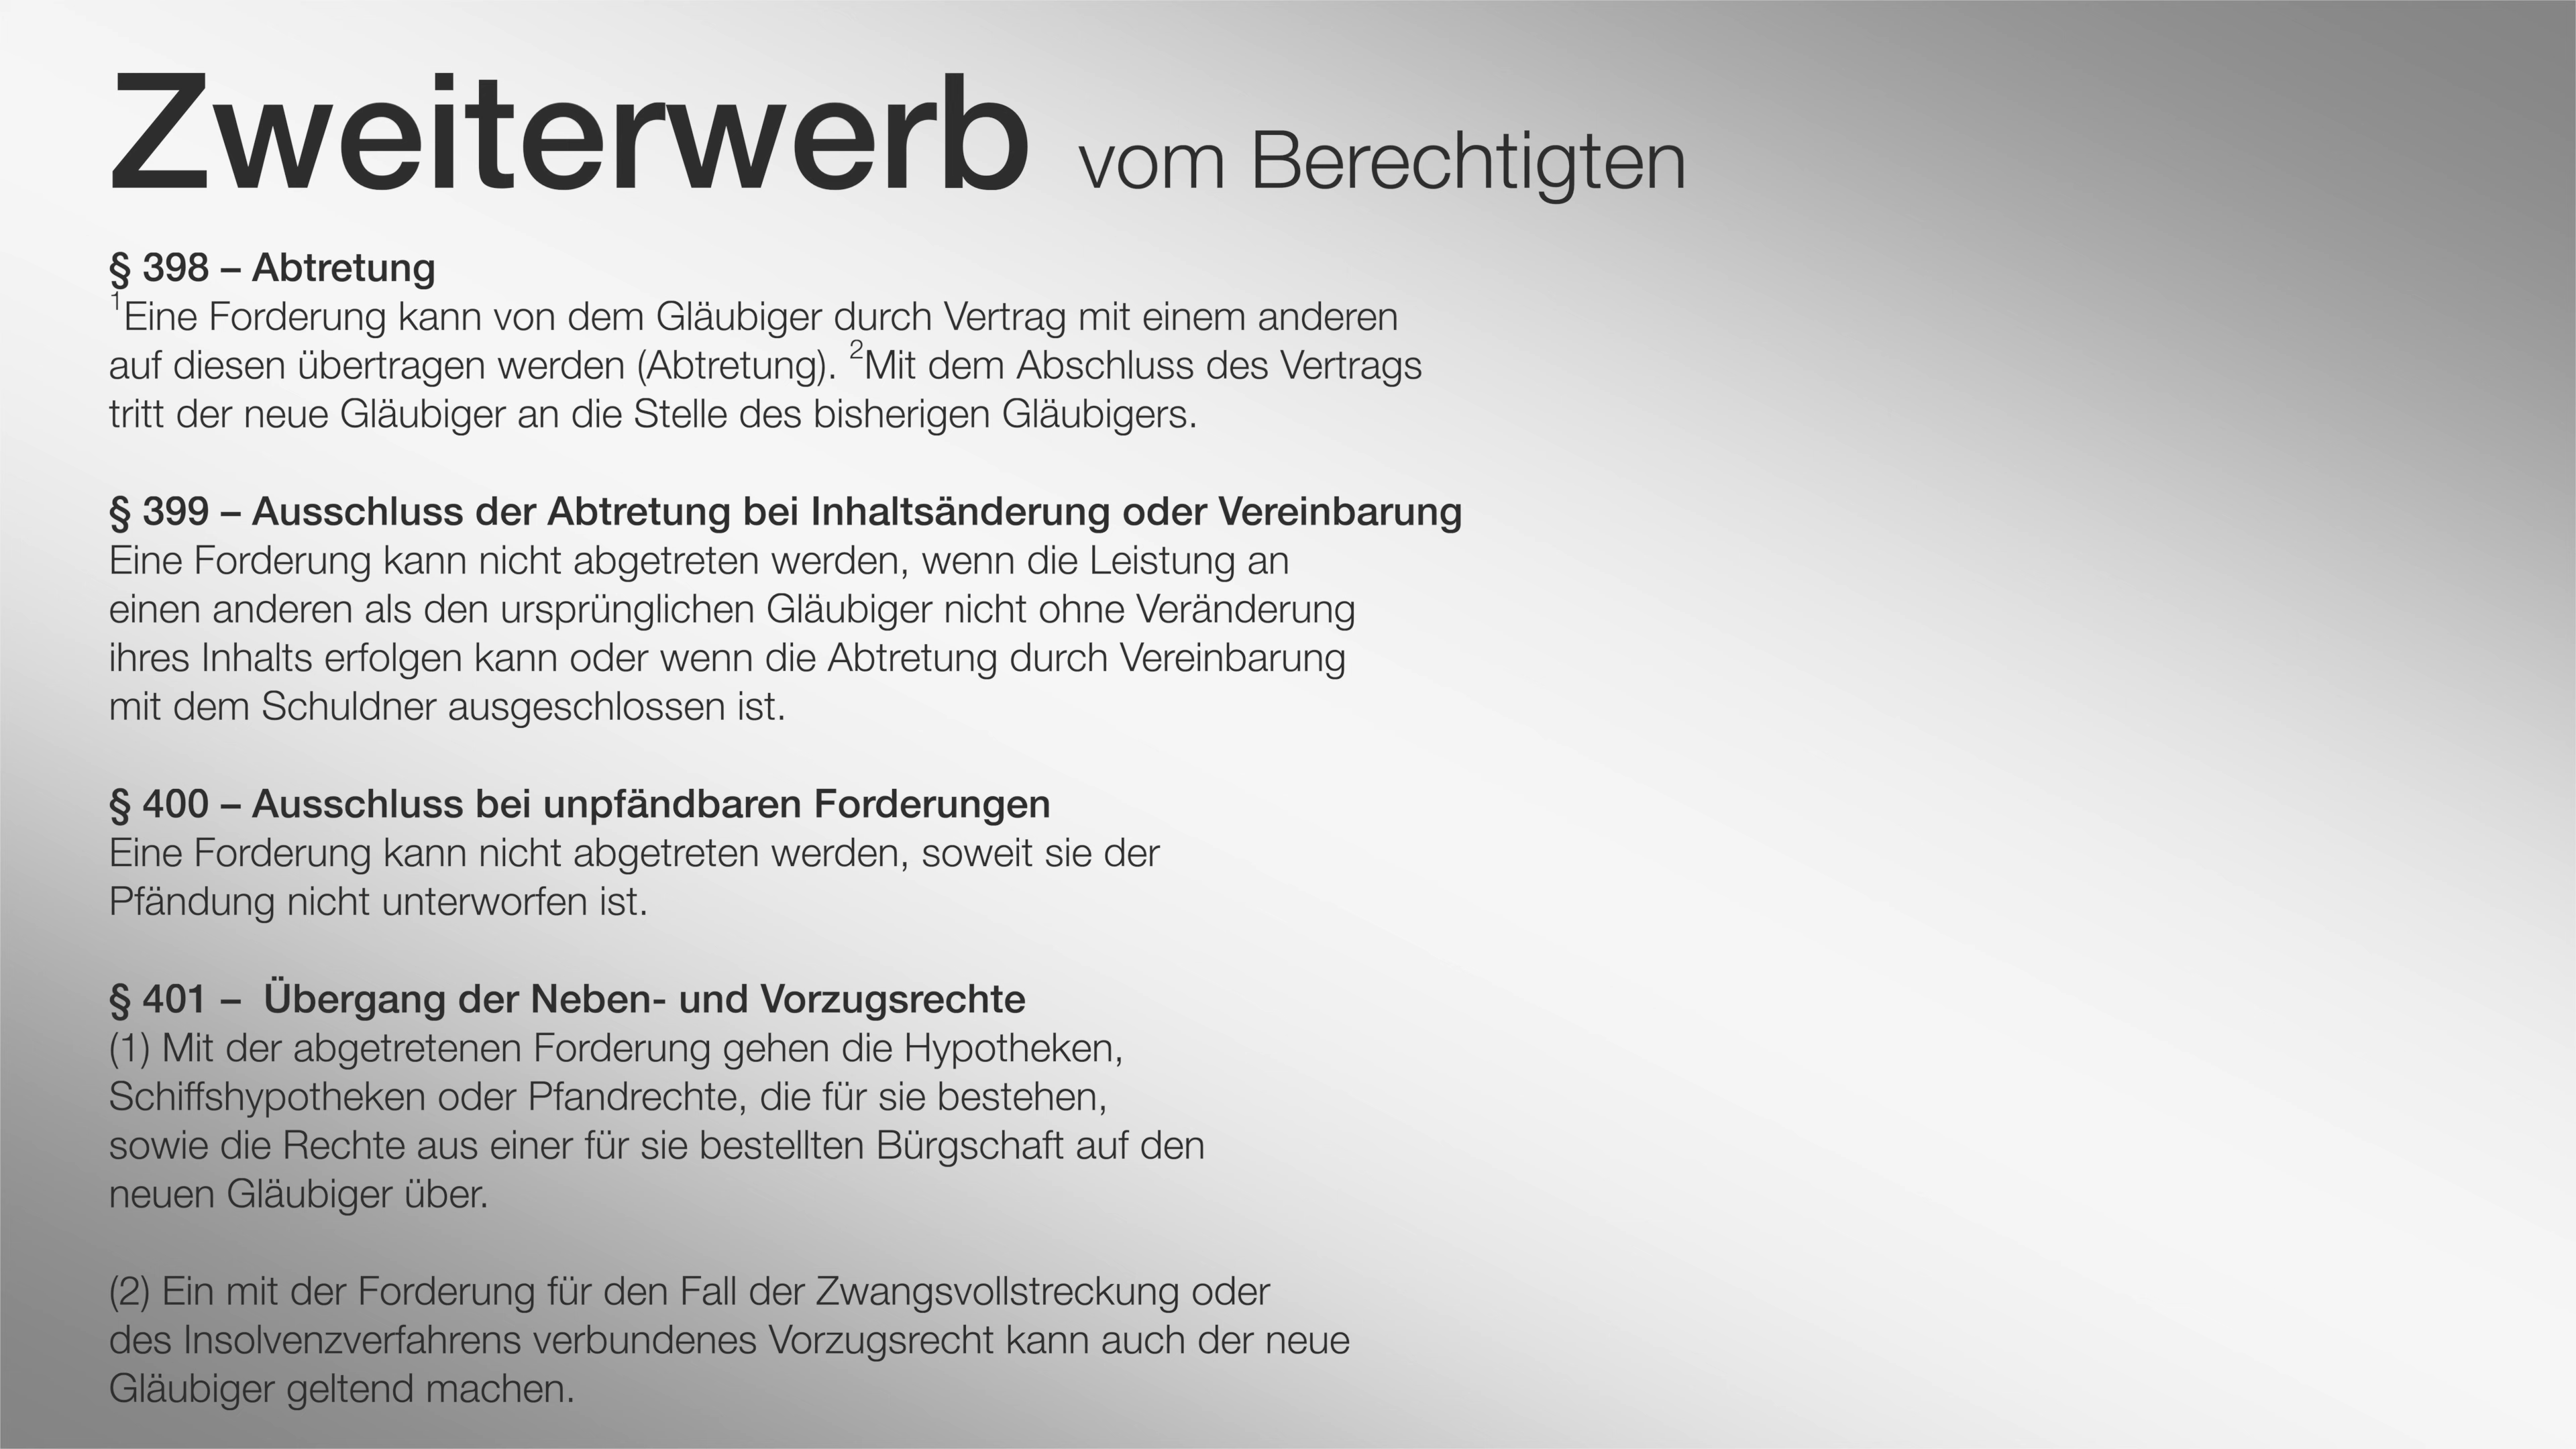 Zweiterwerb vom Berechtigten
§ 398 – Abtretung
¹Eine Forderung kann von dem Gläubiger durch Vertrag mit einem anderen
auf diesen übertragen werden (Abtretung). ²Mit dem Abschluss des Vertrags
tritt der neue Gläubiger an die Stelle des bisherigen Gläubigers.
§ 399 – Ausschluss der Abtretung bei Inhaltsänderung oder Vereinbarung
Eine Forderung kann nicht abgetreten werden, wenn die Leistung an
einen anderen als den ursprünglichen Gläubiger nicht ohne Veränderung
ihres Inhalts erfolgen kann oder wenn die Abtretung durch Vereinbarung
mit dem Schuldner ausgeschlossen ist.
§ 400 – Ausschluss bei unpfändbaren Forderungen
Eine Forderung kann nicht abgetreten werden, soweit sie der
Pfändung nicht unterworfen ist.
§ 401 – Übergang der Neben- und Vorzugsrechte
(1) Mit der abgetretenen Forderung gehen die Hypotheken,
Schiffshypotheken oder Pfandrechte, die für sie bestehen,
sowie die Rechte aus einer für sie bestellten Bürgschaft auf den
neuen Gläubiger über.
(2) Ein mit der Forderung für den Fall der Zwangsvollstreckung oder
des Insolvenzverfahrens verbundenes Vorzugsrecht kann auch der neue
Gläubiger geltend machen.